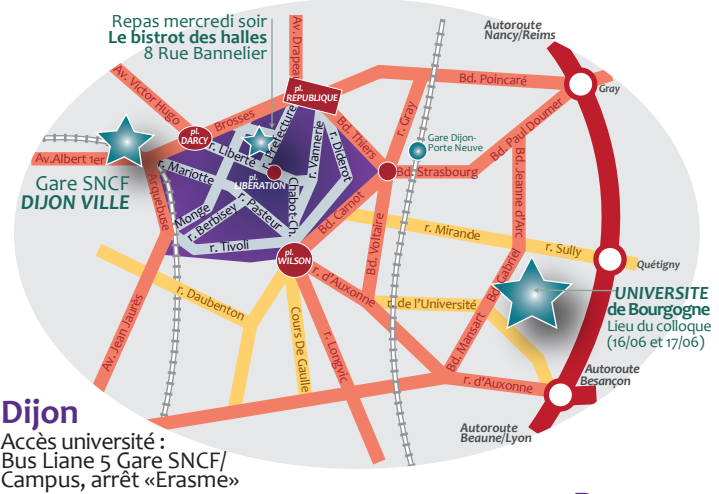 Repas mercredi soir
Le bistrot des halles
8 Rue Bannelier
Autoroute
Nancy/Reims
Av. Drapeau
Av. Victor Hugo
Bd. Poincaré
Gray
pl.
REPUBLIQUE
Brosses
pl.
DARCY
r. Préfecture
r. Vannerie
Bd. Thiers
r. Gray
Bd. Paul Doumer
Gare Dijon-
Porte Neuve
r. Liberté
r. Diderot
Av.Albert 1er
r. Mariotte
Bd. Strasbourg
Gare SNCF
DIJON VILLE
Arquebuse
pl.
LIBÉRATION
Chabot.Ch.
Bd. Jeanne d'Arc
Monge
r. Berbisey
r. Pasteur
Bd. Carnot
r. Tivoli
Bd. Voltaire
r. Mirande
r. Sully
Quétigny
pl.
WILSON
r. d'Auxonne
Bd. Gabriel
r. Daubenton
Cours De Gaulle
r. de l'Université
UNIVERSITE
de Bourgogne
Lieu du colloque
(16/06 et 17/06)
Av. Jean Jaurès
r. Longvic
Bd. Mansart
r. d'Auxonne
Autoroute
Besançon
Autoroute
Beaune/Lyon
Dijon
Accès université :
Bus Liane 5 Gare SNCF/
Campus, arrêt «Erasme»